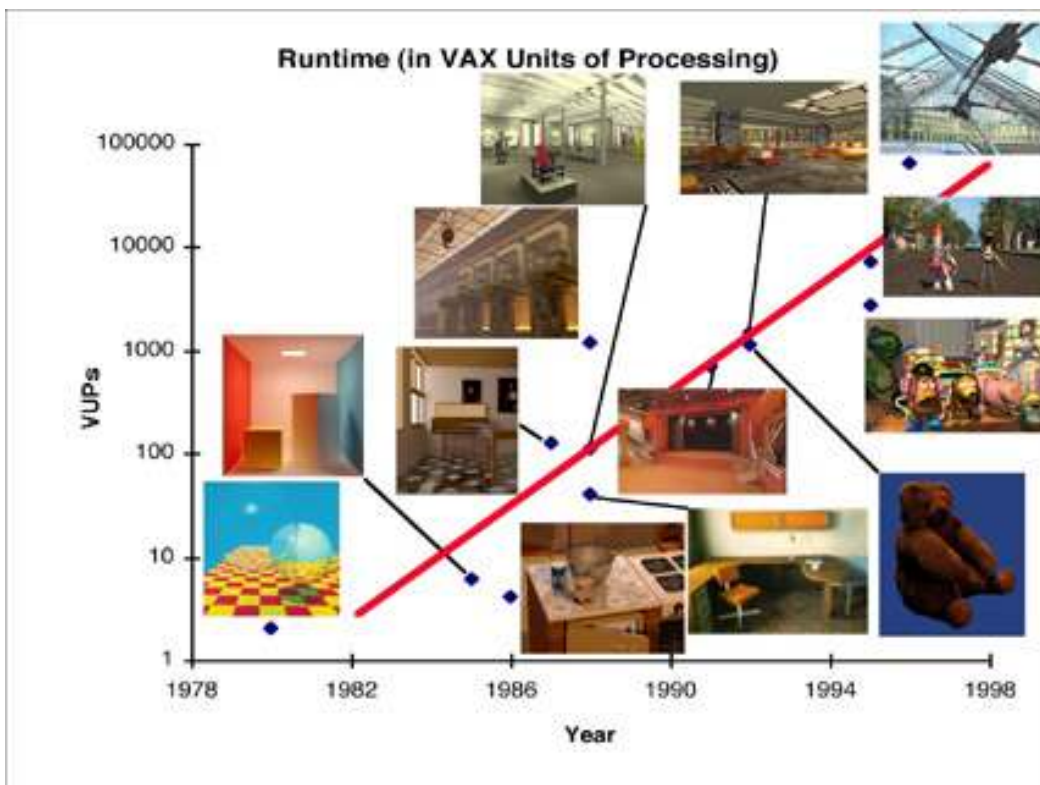 Runtime (in VAX Units of Processing)
100000
10000
1000
100
10
1
VUPs
1978 1982 1986 1990 1994 1998
Year